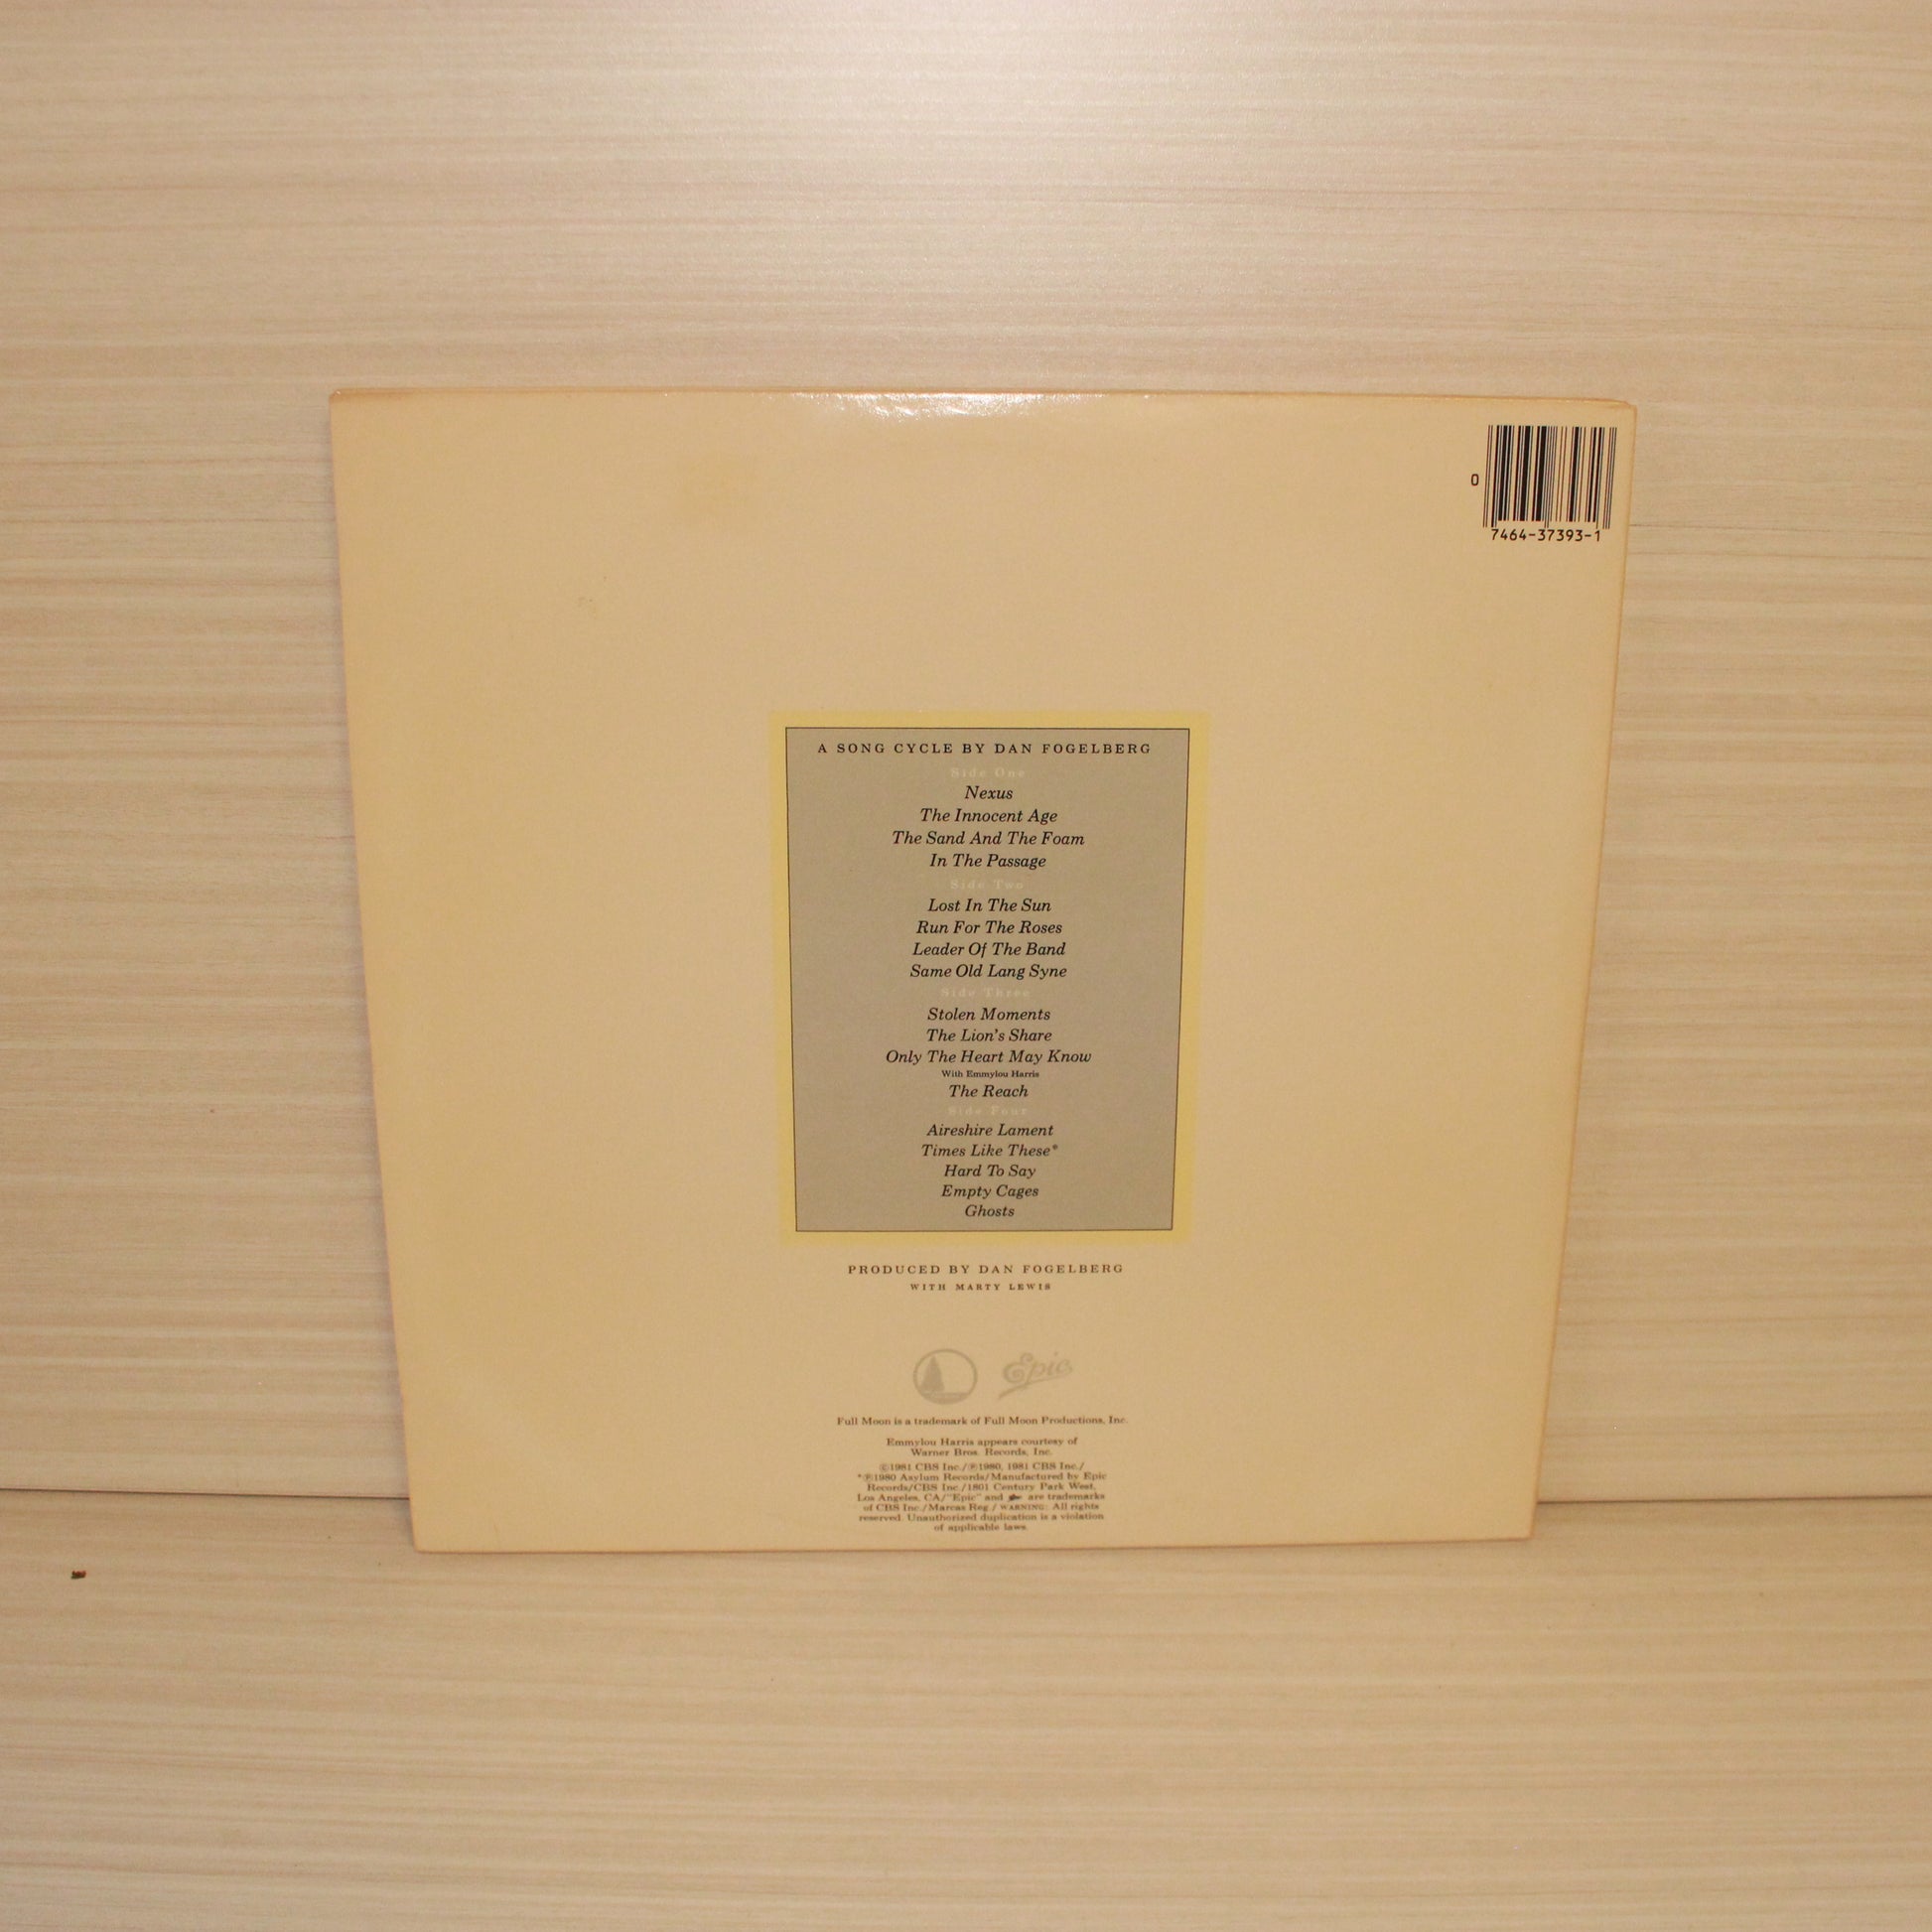 0
7464-37393-1
A SONG CYCLE BY DAN FOGELBERG
Side One
Nexus
The Innocent Age
The Sand And The Foam
In The Passage
Side Two
Lost In The Sun
Run For The Roses
Leader Of The Band
Same Old Lang Syne
Side Three
Stolen Moments
The Lion's Share
Only The Heart May Know
With Emmylou Harris
The Reach
Side Four
Aireshire Lament
Times Like These*
Hard To Say
Empty Cages
Ghosts
PRODUCED BY DAN FOGELBERG
WITH MARTY LEWIS
Epic
Full Moon is a trademark of Full Moon Productions, Inc.
Emmylou Harris appears courtesy of
Warner Bros. Records, Inc.
©1981 CBS Inc./℗1980, 1981 CBS Inc./
*℗1980 Asylum Records/Manufactured by Epic
Records/CBS Inc./1801 Century Park West,
Los Angeles, CA/"Epic" and are trademarks
of CBS Inc./Marcas Reg./WARNING: All rights
reserved. Unauthorized duplication is a violation
of applicable laws.